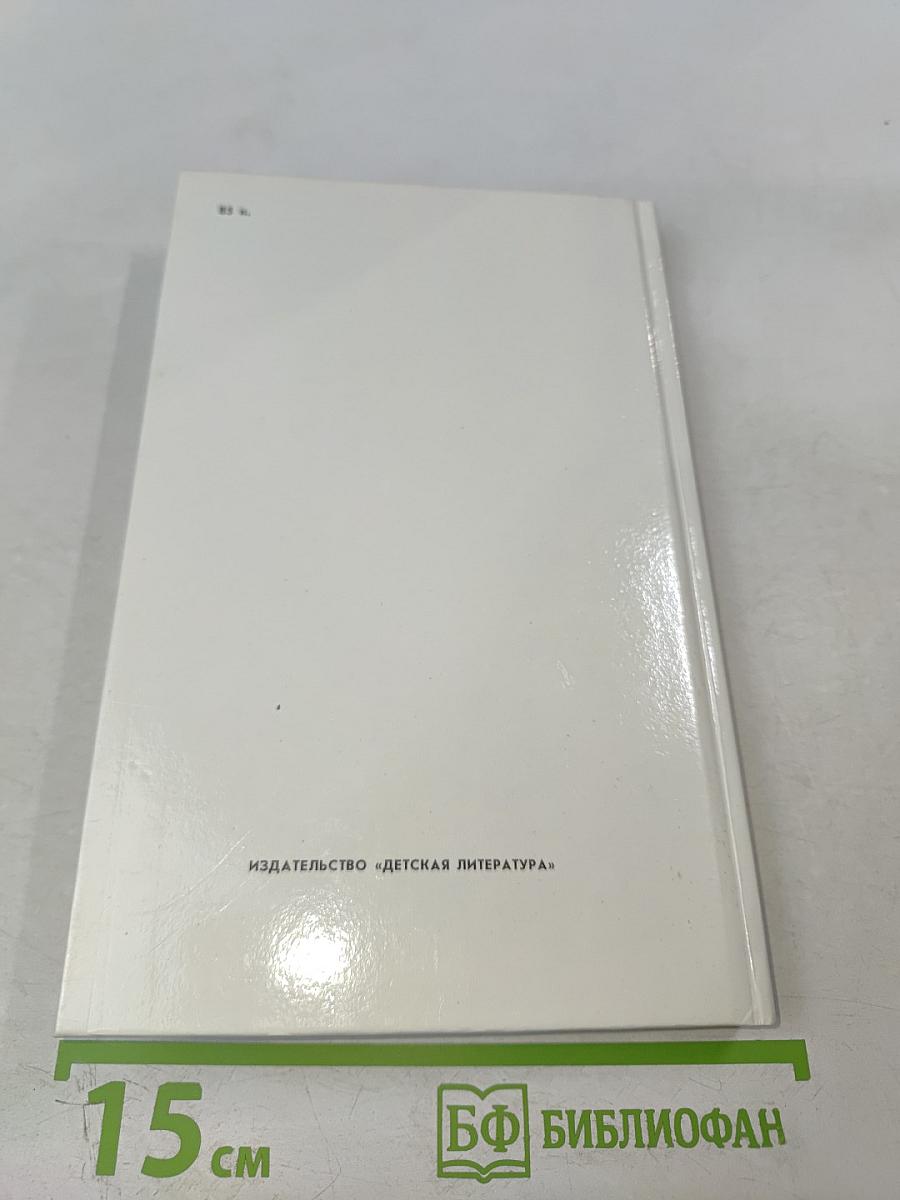 85 к.
ИЗДАТЕЛЬСТВО «ДЕТСКАЯ ЛИТЕРАТУРА»
15 см
БФ БИБЛИОФАН